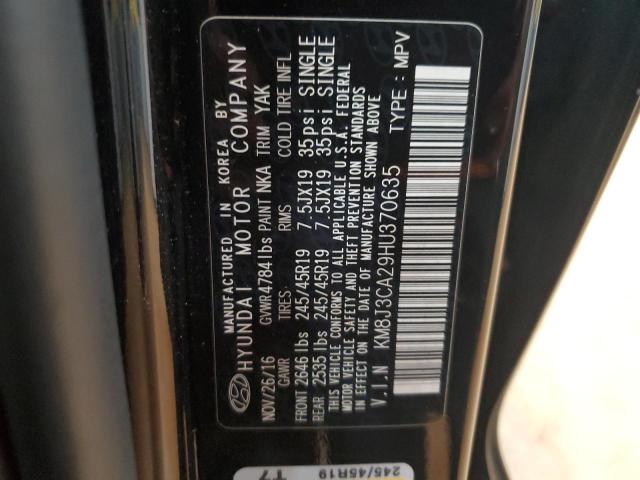 MANUFACTURED IN KOREA BY
HYUNDAI MOTOR COMPANY
NOV/26/16 GVWR 4784 lbs PAINT NKA TRIM YAK
GAWR TIRES RIMS COLD TIRE INFL
FRONT 2646 lbs 245/45R19 7.5JX19 35psi SINGLE
REAR 2535 lbs 245/45R19 7.5JX19 35psi SINGLE
THIS VEHICLE CONFORMS TO ALL APPLICABLE U.S.A. FEDERAL
MOTOR VEHICLE SAFETY AND THEFT PREVENTION STANDARDS
IN EFFECT ON THE DATE OF MANUFACTURE SHOWN ABOVE
V.I.N KM8J3CA29HU370635 TYPE : MPV
245/45R19